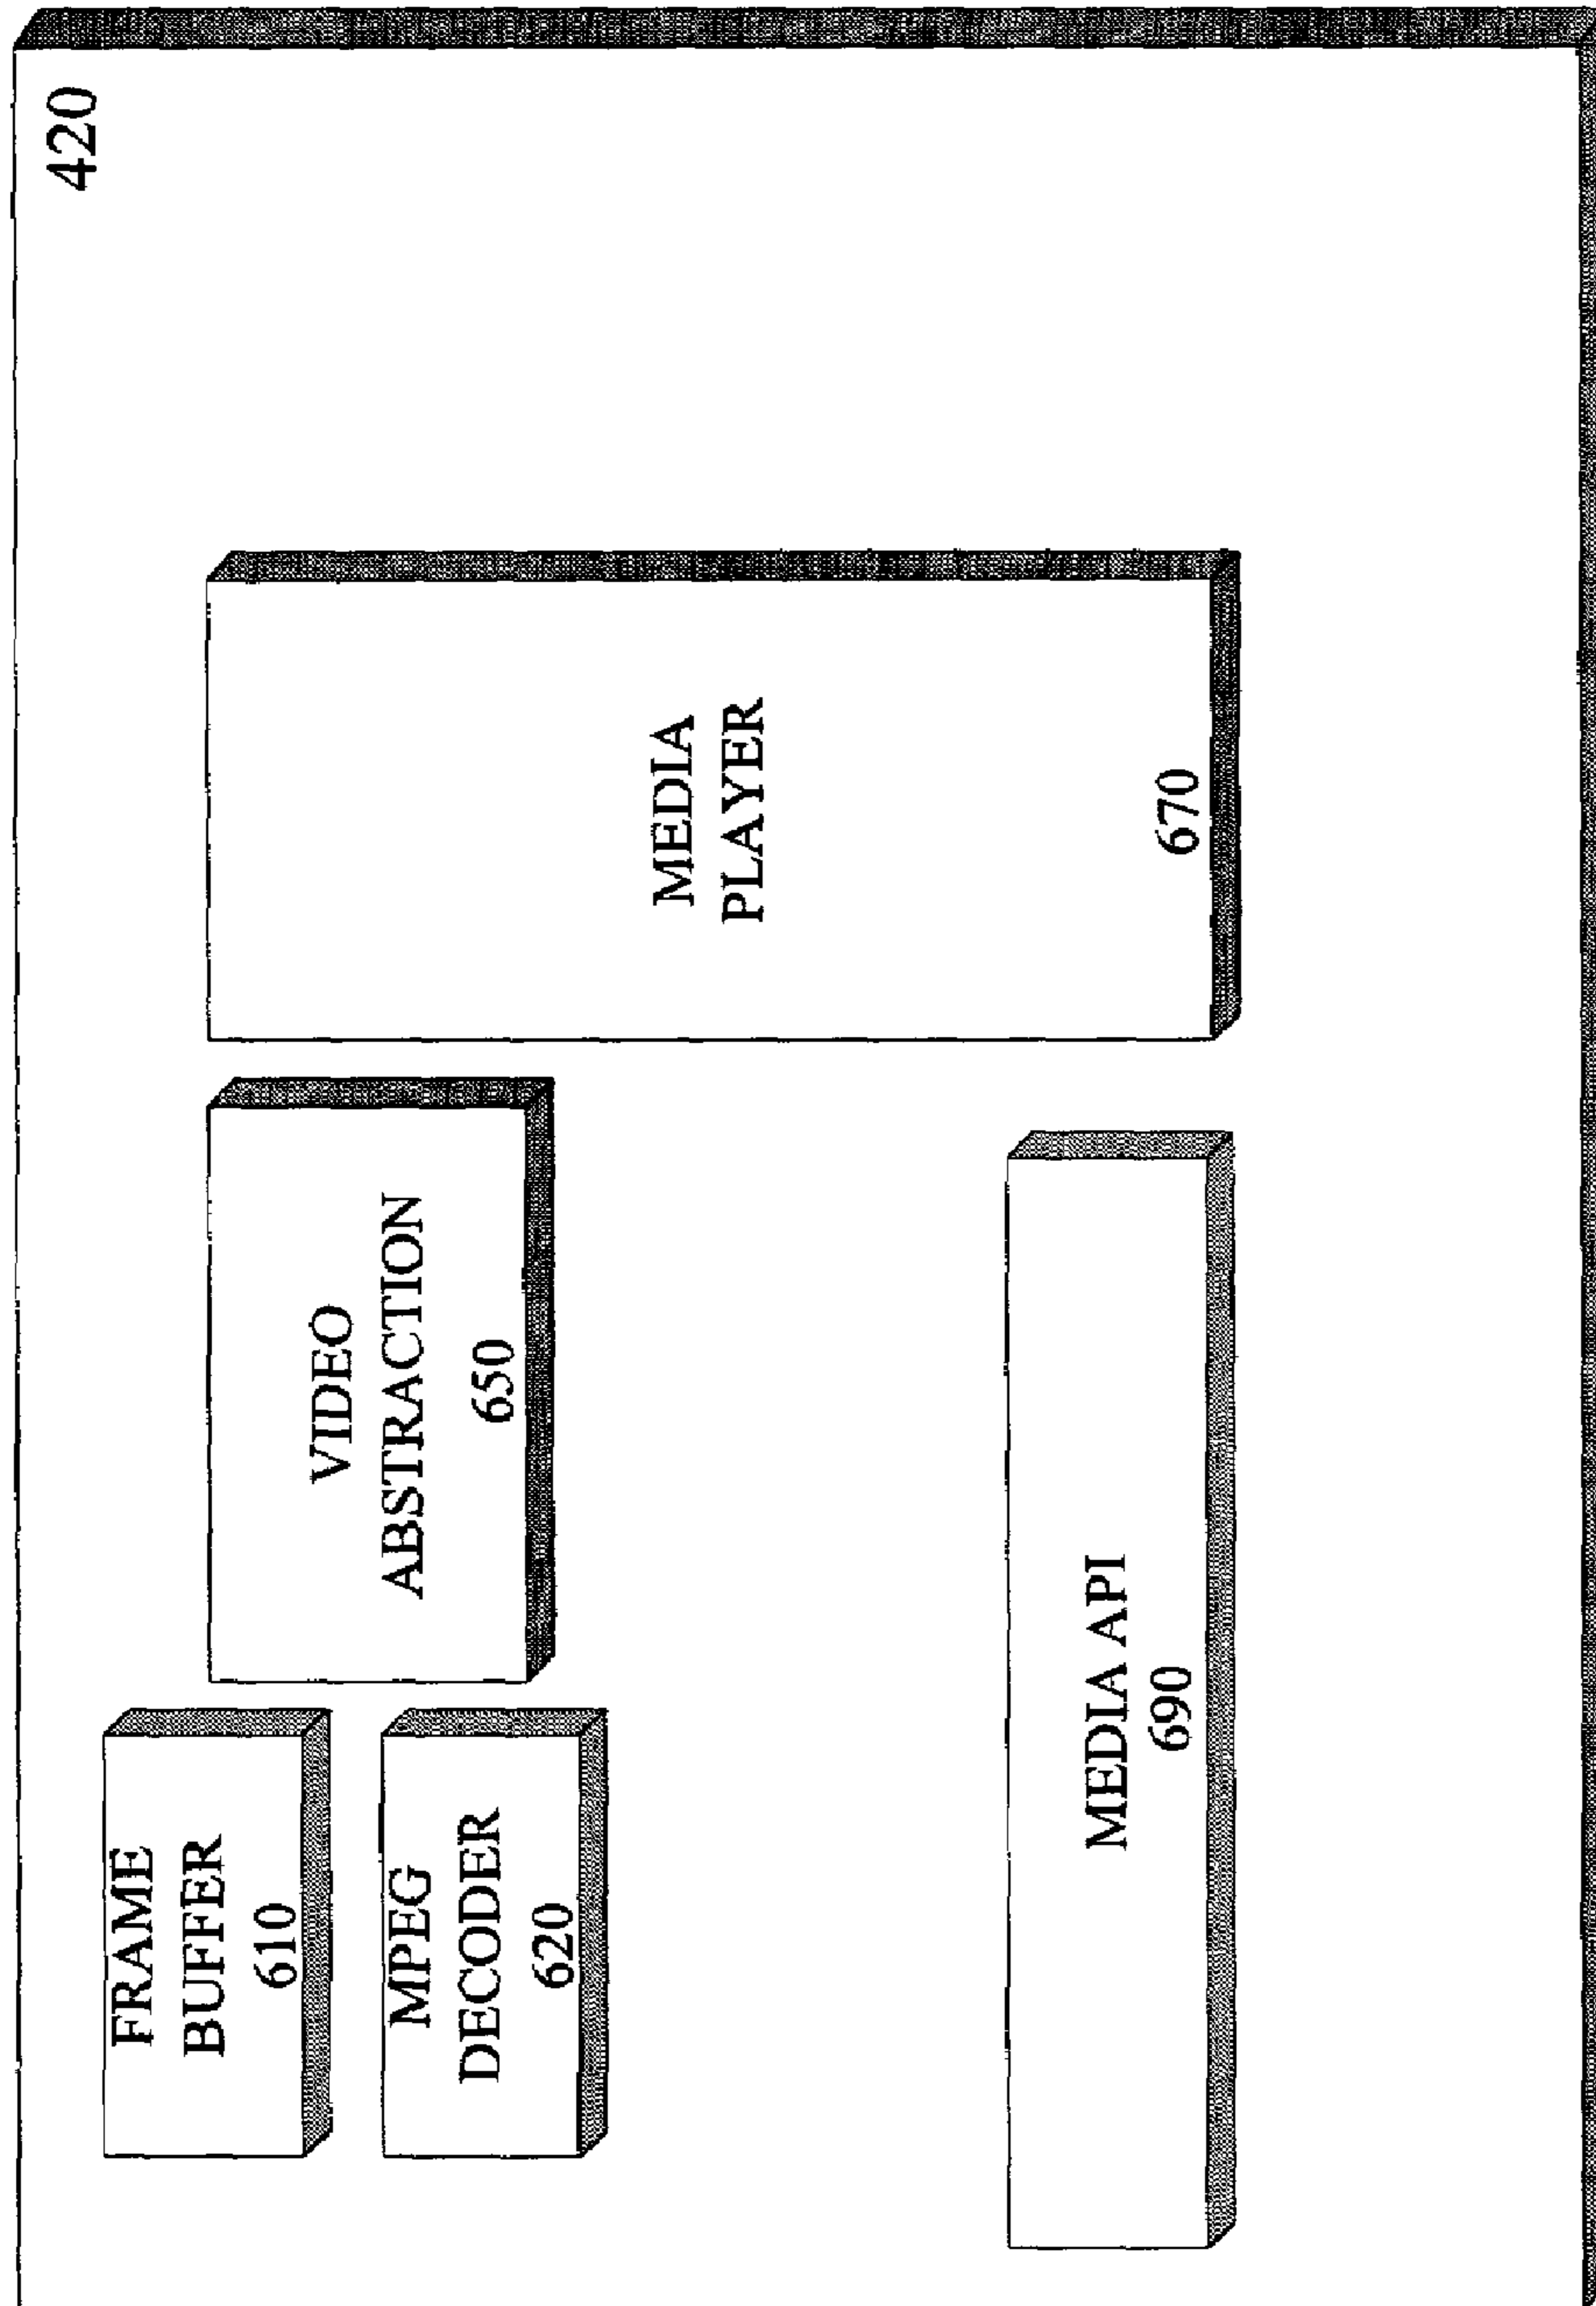 420
FRAME
BUFFER
610
MPEG
DECODER
620
VIDEO
ABSTRACTION
650
MEDIA
PLAYER
670
MEDIA API
690